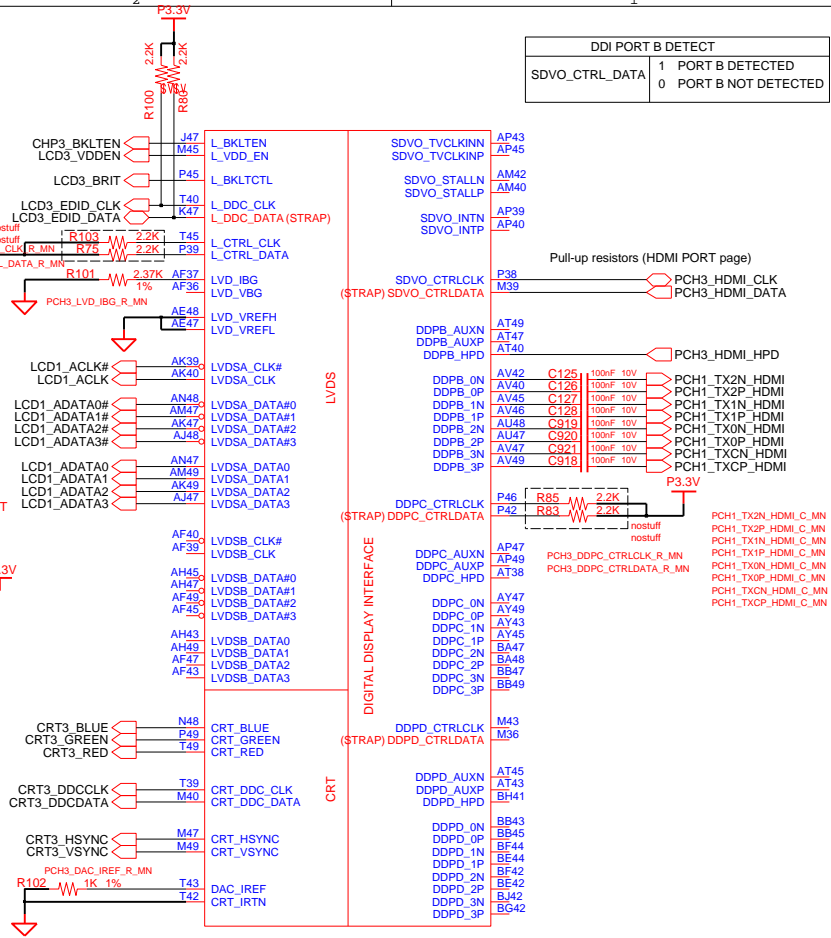 2
1
P3.3V
2.2K
2.2K
R100
R80
DDI PORT B DETECT
SDVO_CTRL_DATA
1 PORT B DETECTED
0 PORT B NOT DETECTED
CHP3_BKLTEN J47 L_BKLTEN
LCD3_VDDEN M45 L_VDD_EN
LCD3_BRIT P45 L_BKLTCTL
LCD3_EDID_CLK T40 L_DDC_CLK
LCD3_EDID_DATA K47 L_DDC_DATA (STRAP)
R103 2.2K T45 L_CTRL_CLK
R75 2.2K P39 L_CTRL_DATA
R101 2.37K 1% AF37 LVD_IBG
AF36 LVD_VBG
PCH3_LVD_IBG_R_MN
AE48 LVD_VREFH
AE47 LVD_VREFL
LCD1_ACLK# AK39 LVDSA_CLK#
LCD1_ACLK AK40 LVDSA_CLK
LCD1_ADATA0# AN48 LVDSA_DATA#0
LCD1_ADATA1# AM47 LVDSA_DATA#1
LCD1_ADATA2# AK47 LVDSA_DATA#2
LCD1_ADATA3# AJ48 LVDSA_DATA#3
LCD1_ADATA0 AN47 LVDSA_DATA0
LCD1_ADATA1 AM49 LVDSA_DATA1
LCD1_ADATA2 AK49 LVDSA_DATA2
LCD1_ADATA3 AJ47 LVDSA_DATA3
AF40 LVDSB_CLK#
AF39 LVDSB_CLK
AH45 LVDSB_DATA#0
AH47 LVDSB_DATA#1
AF49 LVDSB_DATA#2
AF45 LVDSB_DATA#3
AH43 LVDSB_DATA0
AH49 LVDSB_DATA1
AF47 LVDSB_DATA2
AF43 LVDSB_DATA3
CRT3_BLUE N48 CRT_BLUE
CRT3_GREEN P49 CRT_GREEN
CRT3_RED T49 CRT_RED
CRT3_DDCCLK T39 CRT_DDC_CLK
CRT3_DDCDATA M40 CRT_DDC_DATA
CRT3_HSYNC M47 CRT_HSYNC
CRT3_VSYNC M49 CRT_VSYNC
PCH3_DAC_IREF_R_MN
R102 1K 1% T43 DAC_IREF
T42 CRT_IRTN
LVDS
DIGITAL DISPLAY INTERFACE
CRT
SDVO_TVCLKINN AP43
SDVO_TVCLKINP AP45
SDVO_STALLN AM42
SDVO_STALLP AM40
SDVO_INTN AP39
SDVO_INTP AP40
Pull-up resistors (HDMI PORT page)
SDVO_CTRLCLK P38 PCH3_HDMI_CLK
(STRAP) SDVO_CTRLDATA M39 PCH3_HDMI_DATA
DDPB_AUXN AT49
DDPB_AUXP AT47
DDPB_HPD AT40 PCH3_HDMI_HPD
DDPB_0N AV42 C125 100nF 10V PCH1_TX2N_HDMI
DDPB_0P AV40 C126 100nF 10V PCH1_TX2P_HDMI
DDPB_1N AV45 C127 100nF 10V PCH1_TX1N_HDMI
DDPB_1P AV46 C128 100nF 10V PCH1_TX1P_HDMI
DDPB_2N AU48 C919 100nF 10V PCH1_TX0N_HDMI
DDPB_2P AU47 C920 100nF 10V PCH1_TX0P_HDMI
DDPB_3N AV47 C921 100nF 10V PCH1_TXCN_HDMI
DDPB_3P AV49 C918 100nF 10V PCH1_TXCP_HDMI
P3.3V
DDPC_CTRLCLK P46 R85 2.2K
(STRAP) DDPC_CTRLDATA P42 R83 2.2K
nostuff
nostuff
PCH3_DDPC_CTRLCLK_R_MN
PCH3_DDPC_CTRLDATA_R_MN
PCH1_TX2N_HDMI_C_MN
PCH1_TX2P_HDMI_C_MN
PCH1_TX1N_HDMI_C_MN
PCH1_TX1P_HDMI_C_MN
PCH1_TX0N_HDMI_C_MN
PCH1_TX0P_HDMI_C_MN
PCH1_TXCN_HDMI_C_MN
PCH1_TXCP_HDMI_C_MN
DDPC_AUXN AP47
DDPC_AUXP AP49
DDPC_HPD AT38
DDPC_0N AY47
DDPC_0P AY49
DDPC_1N AY43
DDPC_1P AY45
DDPC_2N BA47
DDPC_2P BA48
DDPC_3N BB47
DDPC_3P BB49
DDPD_CTRLCLK M43
(STRAP) DDPD_CTRLDATA M36
DDPD_AUXN AT45
DDPD_AUXP AT43
DDPD_HPD BH41
DDPD_0N BB43
DDPD_0P BB45
DDPD_1N BF44
DDPD_1P BE44
DDPD_2N BF42
DDPD_2P BE42
DDPD_3N BJ42
DDPD_3P BG42